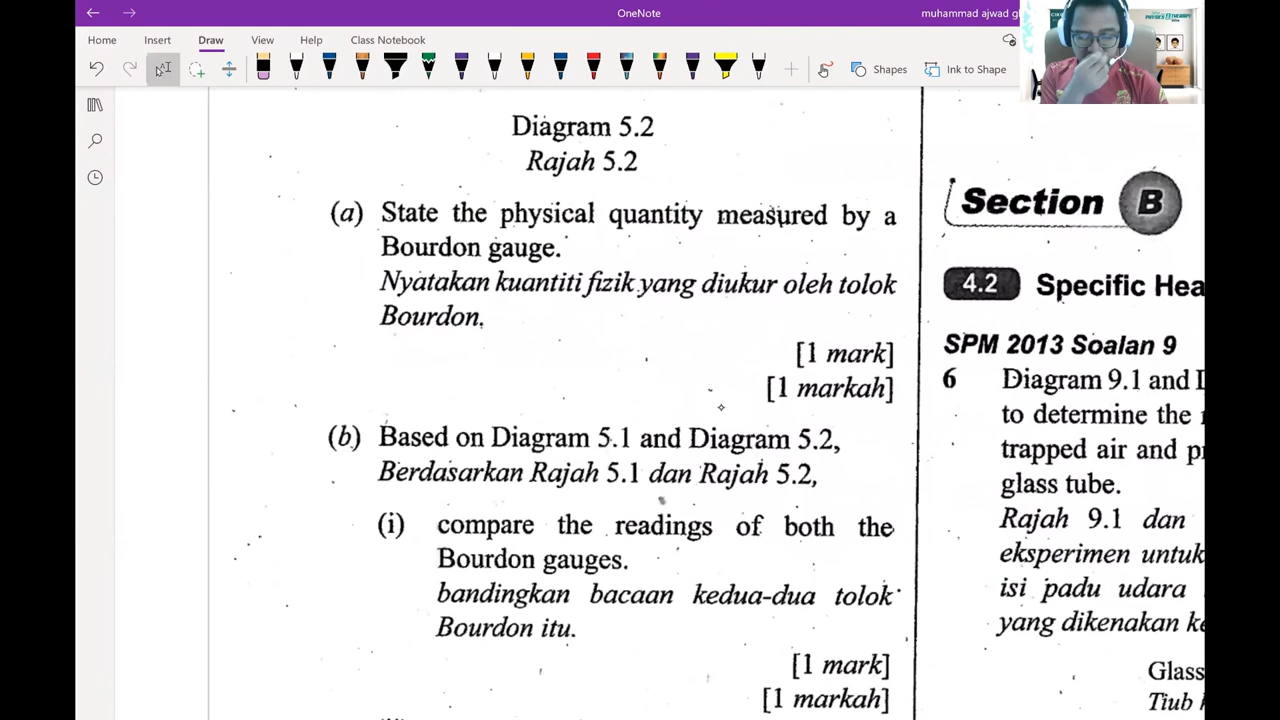 OneNote
muhammad ajwad gh
Home Insert Draw View Help Class Notebook
Shapes
Ink to Shape
Diagram 5.2
Rajah 5.2
(a) State the physical quantity measured by a
Bourdon gauge.
Nyatakan kuantiti fizik yang diukur oleh tolok
Bourdon.
[1 mark]
[1 markah]
(b) Based on Diagram 5.1 and Diagram 5.2,
Berdasarkan Rajah 5.1 dan Rajah 5.2,
(i) compare the readings of both the
Bourdon gauges.
bandingkan bacaan kedua-dua tolok
Bourdon itu.
[1 mark]
[1 markah]
Section B
4.2 Specific Hea
SPM 2013 Soalan 9
6 Diagram 9.1 and
to determine the
trapped air and
glass tube.
Rajah 9.1 dan
eksperimen untuk
isi padu udara
yang dikenakan
Glass
Tiub